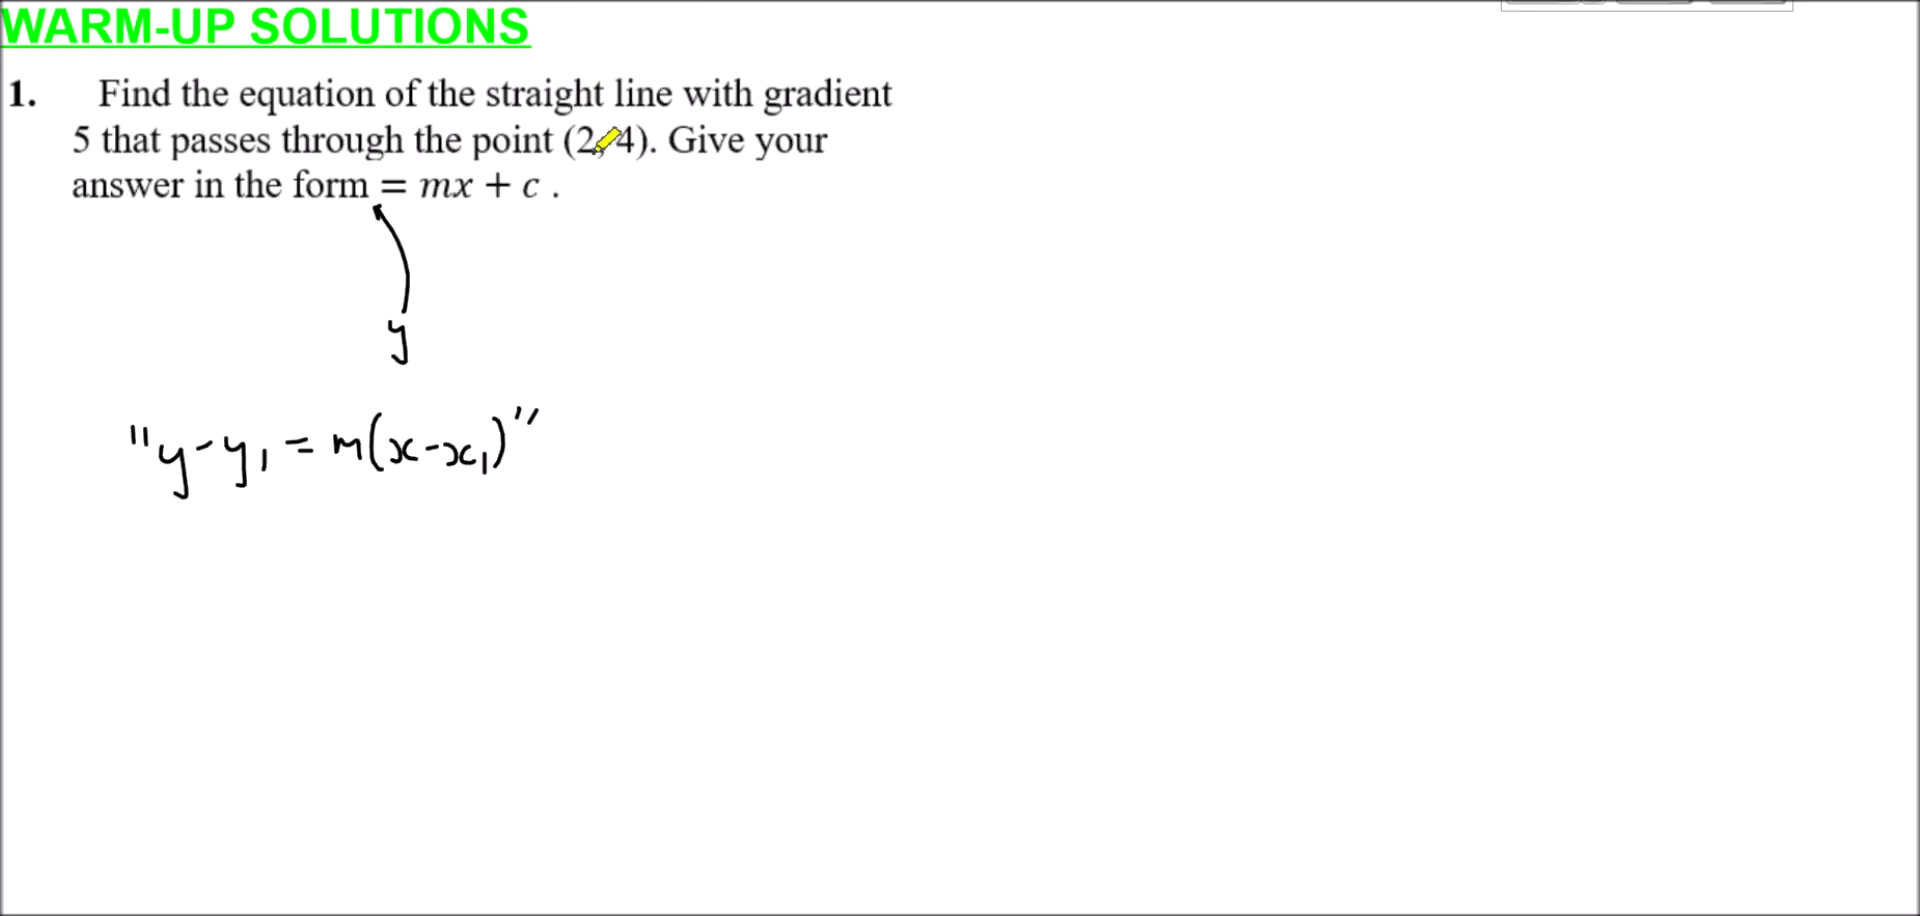 WARM-UP SOLUTIONS
1. Find the equation of the straight line with gradient
5 that passes through the point (2, 4). Give your
answer in the form = mx + c .
y
"y-y₁ = m(x-x₁)"